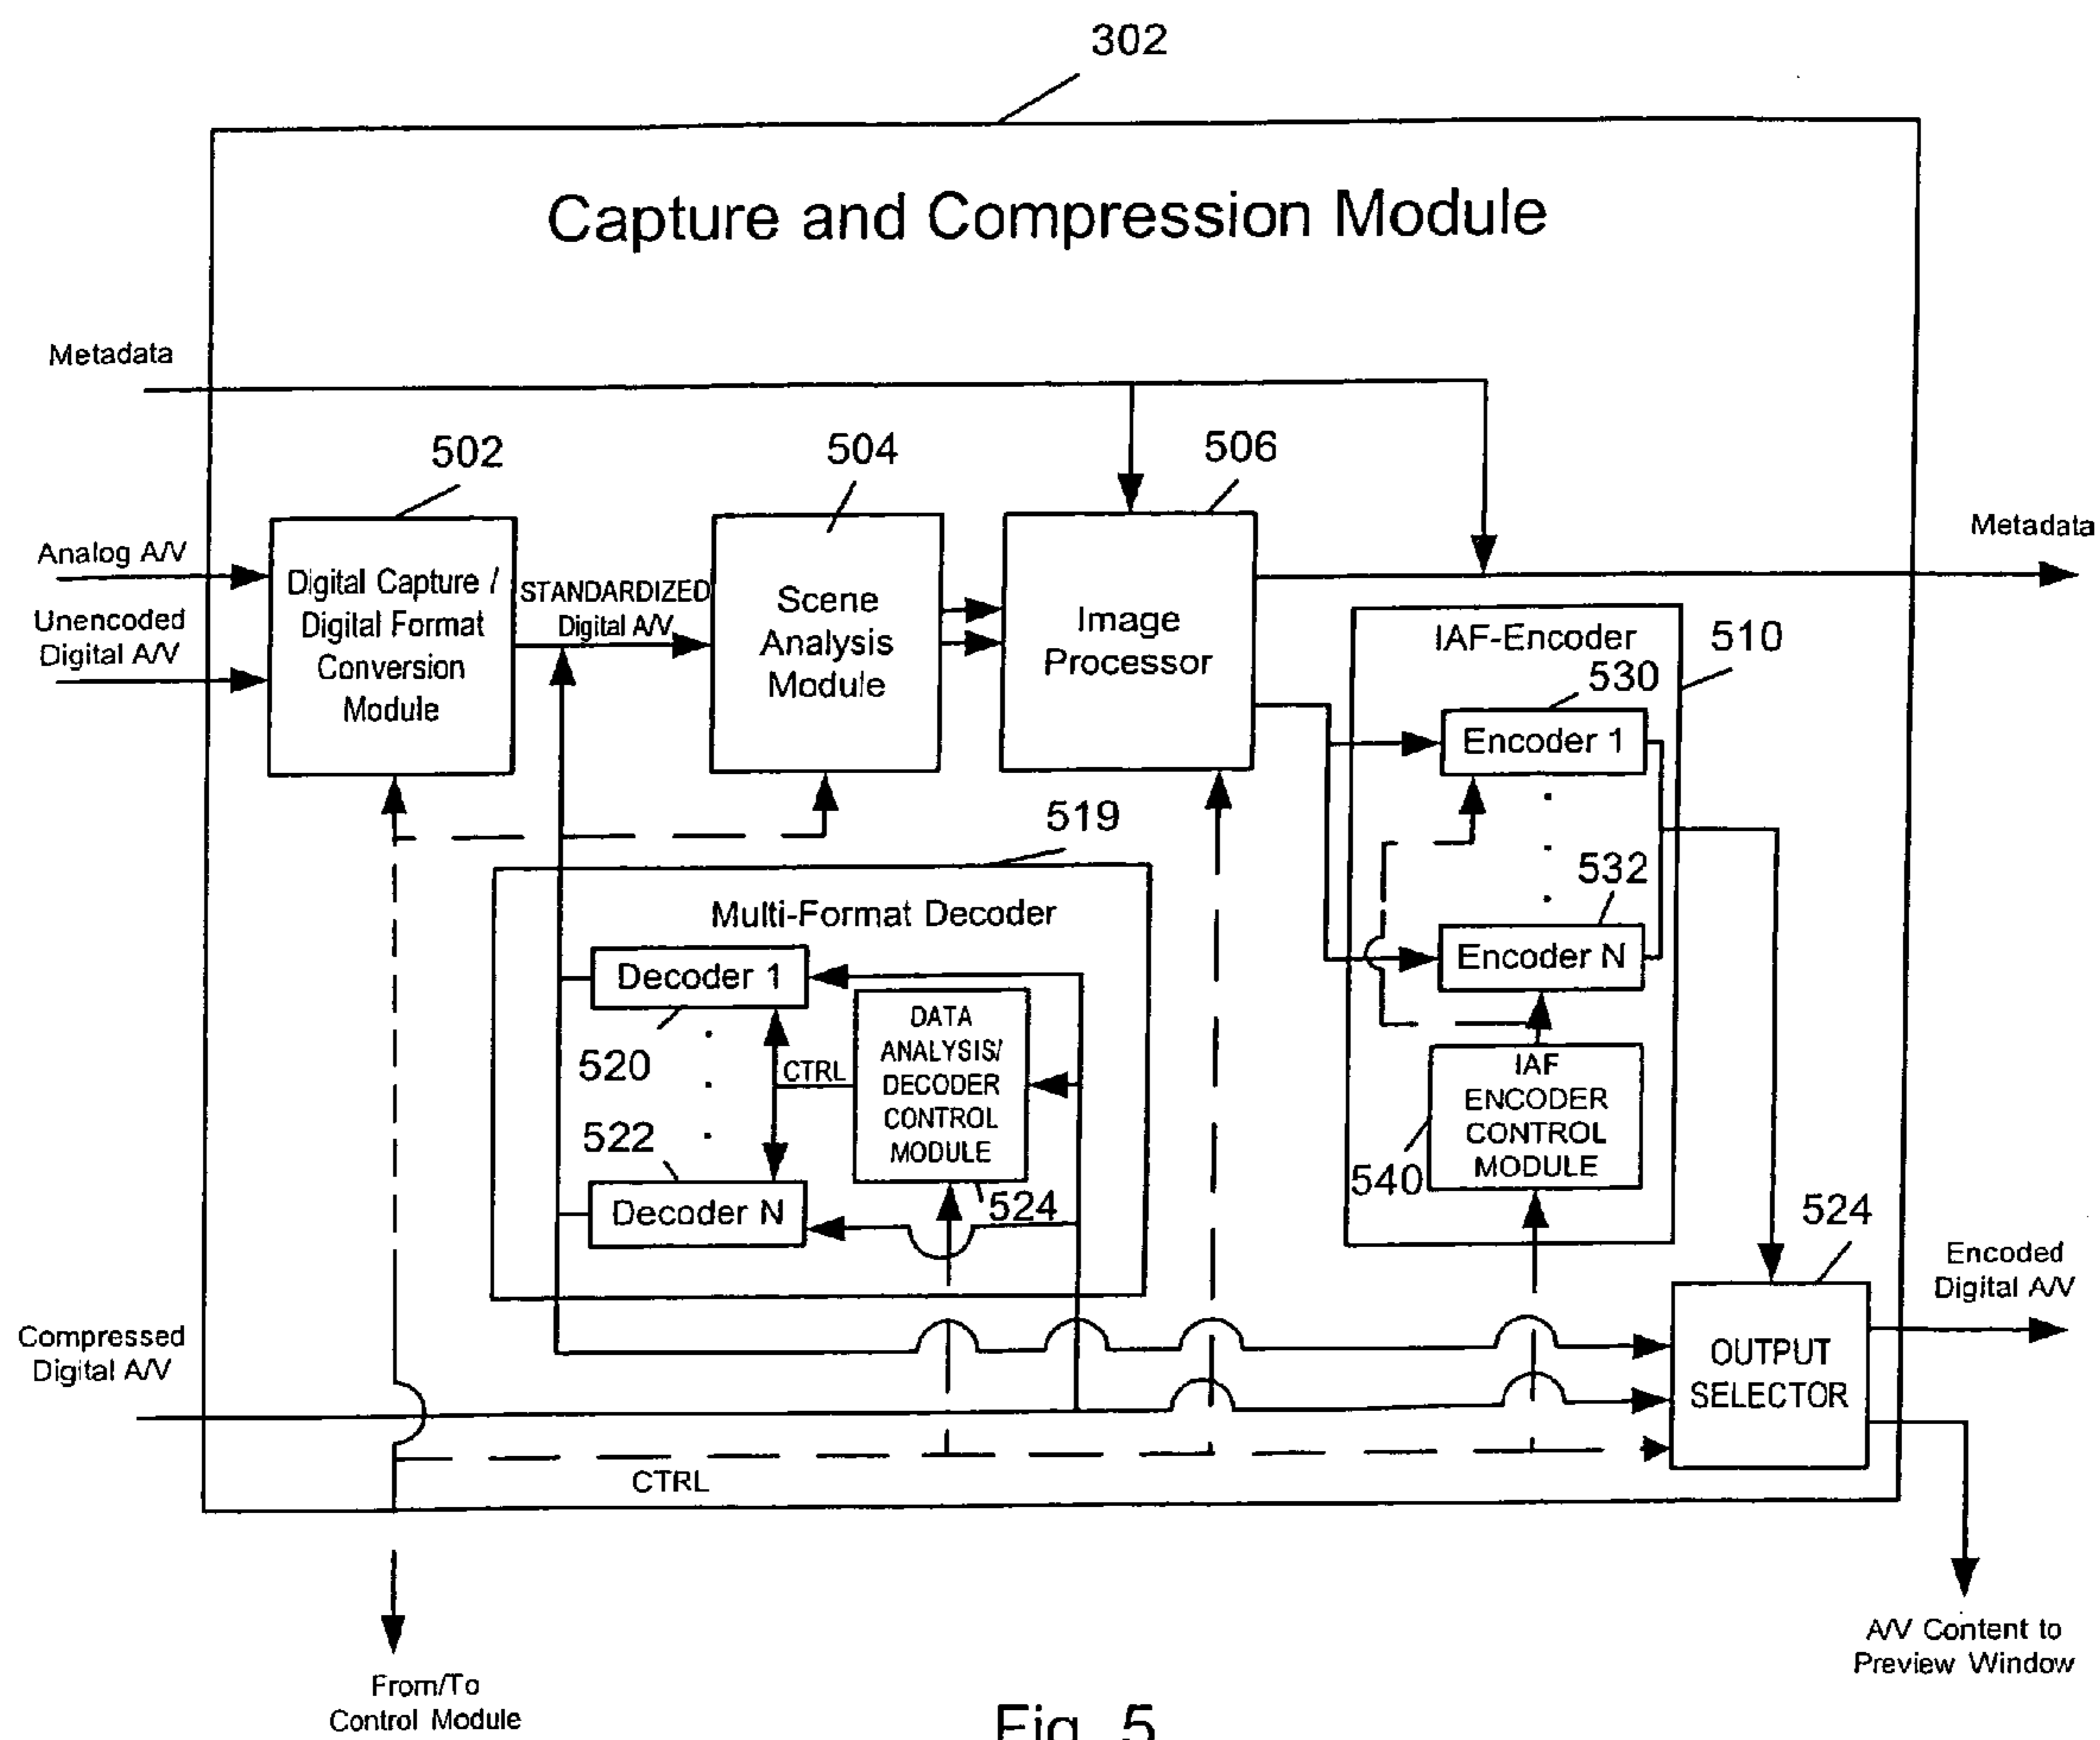 302
Capture and Compression Module
Metadata
502
504
506
Metadata
Analog A/V
Unencoded
Digital A/V
Digital Capture /
Digital Format
Conversion
Module
STANDARDIZED
Digital A/V
Scene
Analysis
Module
Image
Processor
IAF-Encoder
510
530
Encoder 1
519
532
Encoder N
Multi-Format Decoder
Decoder 1
520
CTRL
DATA
ANALYSIS/
DECODER
CONTROL
MODULE
522
524
Decoder N
IAF
ENCODER
CONTROL
MODULE
540
524
Encoded
Digital A/V
Compressed
Digital A/V
OUTPUT
SELECTOR
CTRL
A/V Content to
Preview Window
From/To
Control Module
Fig. 5